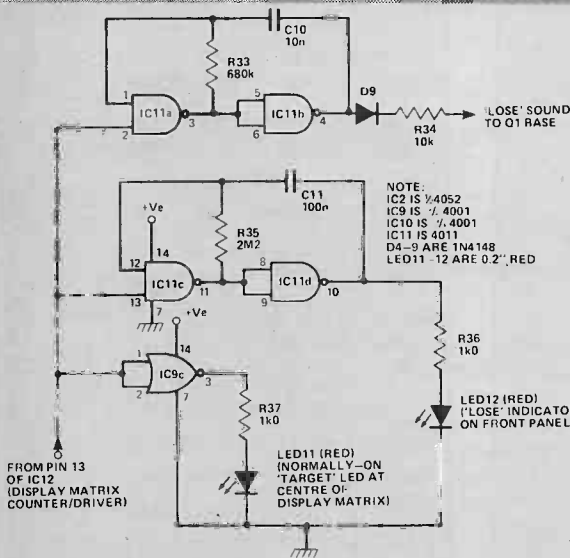 C10
10n
R33
680k
1
IC11a
2
3
5
IC11b
6
4
D9
R34
10k
'LOSE' SOUND
TO Q1 BASE
+Ve
14
12
IC11c
13
7
11
R35
2M2
C11
100n
8
IC11d
9
10
NOTE:
IC2 IS ½4052
IC9 IS 4001
IC10 IS 4001
IC11 IS 4011
D4–9 ARE 1N4148
LED11 -12 ARE 0.2" RED
+Ve
14
1
IC9c
2
3
7
R37
1k0
R36
1k0
LED12 (RED)
('LOSE' INDICATO
ON FRONT PANEL
LED11 (RED)
(NORMALLY–ON
'TARGET' LED AT
CENTRE OF
DISPLAY MATRIX)
FROM PIN 13
OF IC12
(DISPLAY MATRIX
COUNTER/DRIVER)